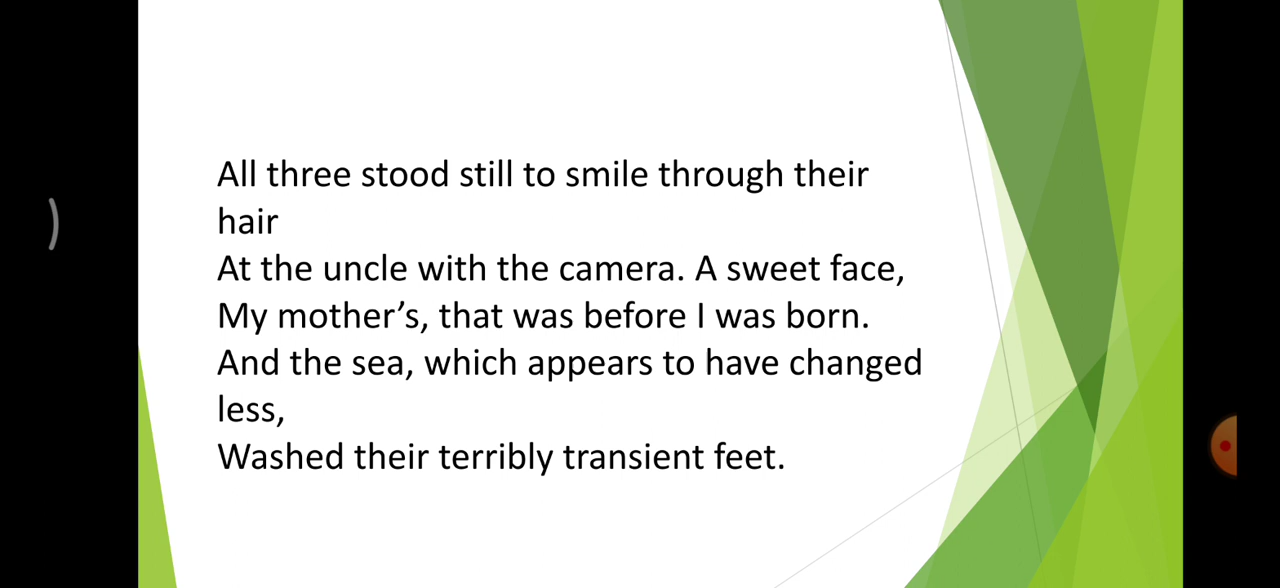 All three stood still to smile through their
hair
At the uncle with the camera. A sweet face,
My mother’s, that was before I was born.
And the sea, which appears to have changed
less,
Washed their terribly transient feet.